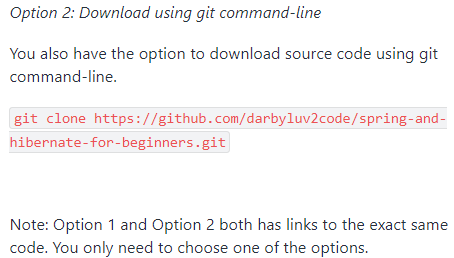 Option 2: Download using git command-line
You also have the option to download source code using git
command-line.
git clone https://github.com/darbyluv2code/spring-and-
hibernate-for-beginners.git
Note: Option 1 and Option 2 both has links to the exact same
code. You only need to choose one of the options.